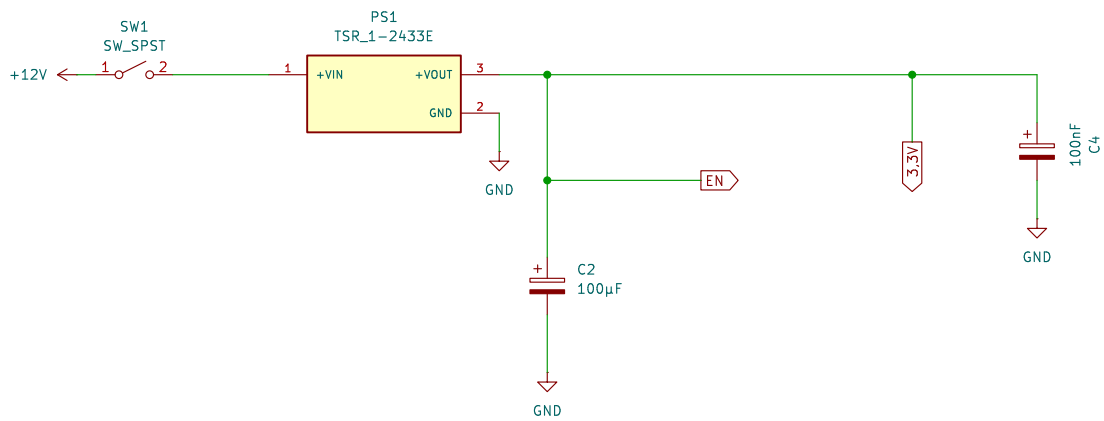 SW1
SW_SPST
+12V
1
2
PS1
TSR_1-2433E
1
+VIN
+VOUT
3
GND
2
GND
EN
3,3V
+
100nF
C4
GND
+
C2
100µF
GND